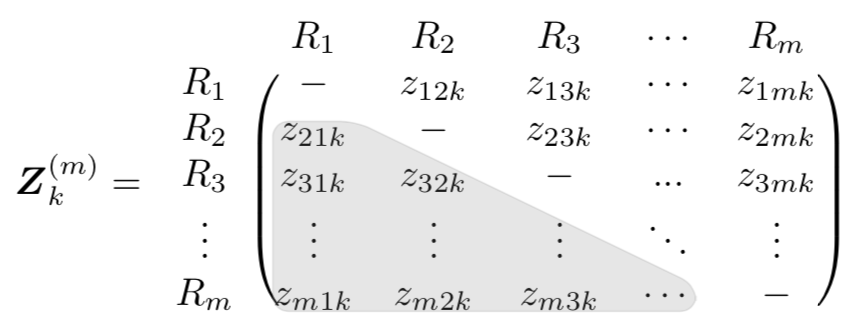 R₁ R₂ R₃ ⋯ Rₘ
R₁ − z₁₂ₖ z₁₃ₖ ⋯ z₁ₘₖ
R₂ z₂₁ₖ − z₂₃ₖ ⋯ z₂ₘₖ
𝒁ₖ⁽ᵐ⁾ = R₃ z₃₁ₖ z₃₂ₖ − ... z₃ₘₖ
⋮ ⋮ ⋮ ⋮ ⋱ ⋮
Rₘ zₘ₁ₖ zₘ₂ₖ zₘ₃ₖ ⋯ −